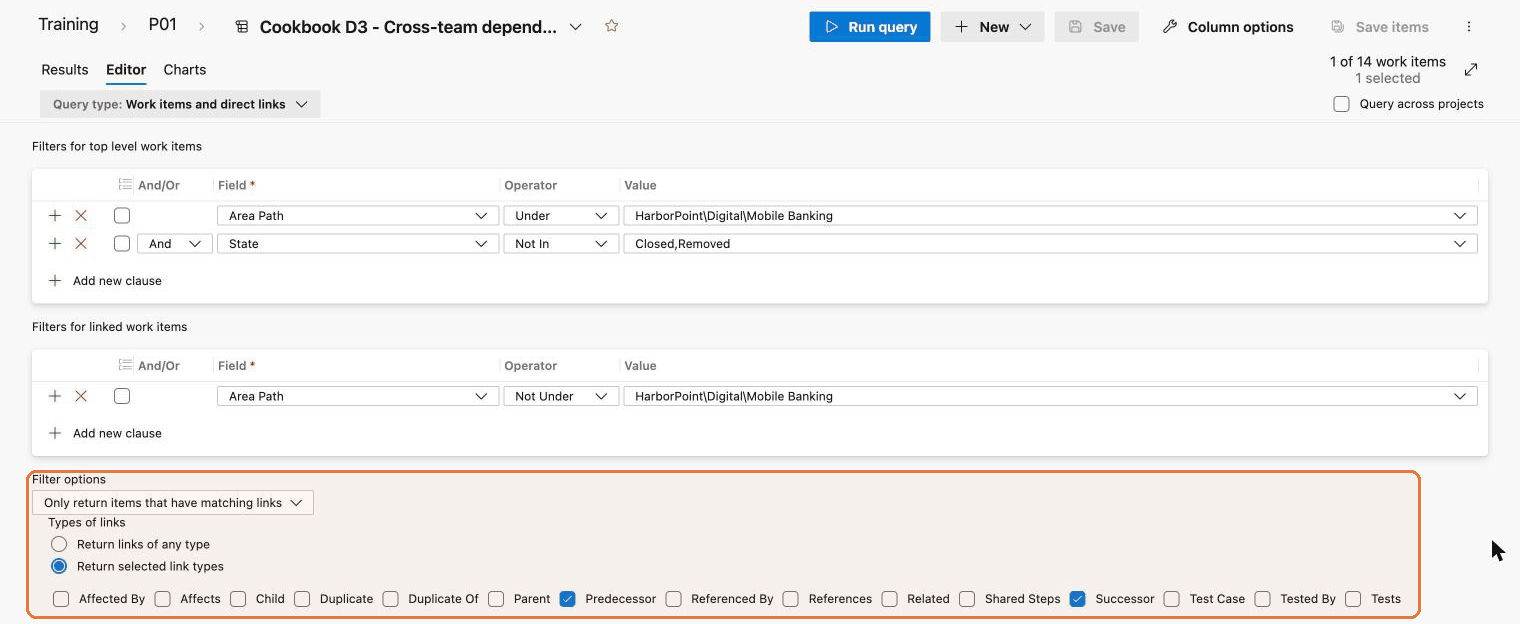 Training > P01 > Cookbook D3 - Cross-team depend...
Run query New Save Column options Save items
Results Editor Charts
1 of 14 work items
1 selected
Query type: Work items and direct links
Query across projects
Filters for top level work items
And/Or Field * Operator Value
Area Path Under HarborPoint\Digital\Mobile Banking
And State Not In Closed,Removed
+ Add new clause
Filters for linked work items
And/Or Field * Operator Value
Area Path Not Under HarborPoint\Digital\Mobile Banking
+ Add new clause
Filter options
Only return items that have matching links
Types of links
Return links of any type
Return selected link types
Affected By Affects Child Duplicate Duplicate Of Parent Predecessor Referenced By References Related Shared Steps Successor Test Case Tested By Tests